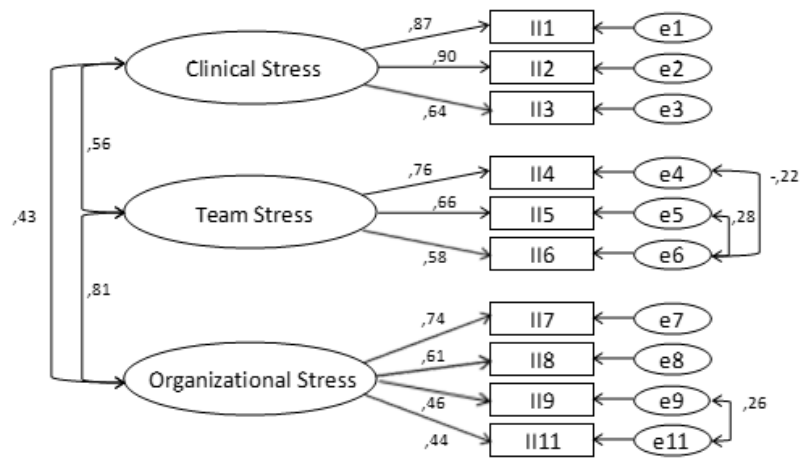 ,87
II1
e1
Clinical Stress
,90
II2
e2
,64
II3
e3
,56
,76
II4
e4
-,22
,43
Team Stress
,66
II5
e5
,28
,58
II6
e6
,81
,74
II7
e7
,61
II8
e8
Organizational Stress
,46
II9
e9
,26
,44
II11
e11